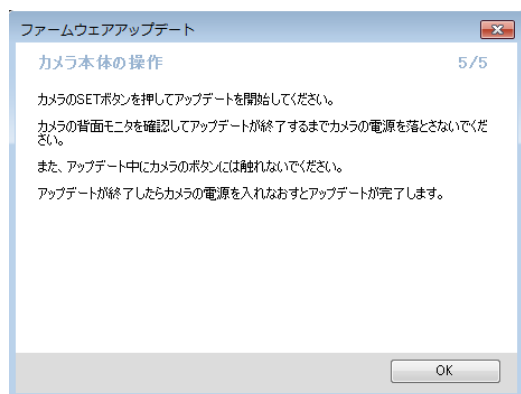 ファームウェアアップデート
カメラ本体の操作 5/5
カメラのSETボタンを押してアップデートを開始してください。
カメラの背面モニタを確認してアップデートが終了するまでカメラの電源を落とさないでくだ
さい。
また、アップデート中にカメラのボタンには触れないでください。
アップデートが終了したらカメラの電源を入れなおすとアップデートが完了します。
OK